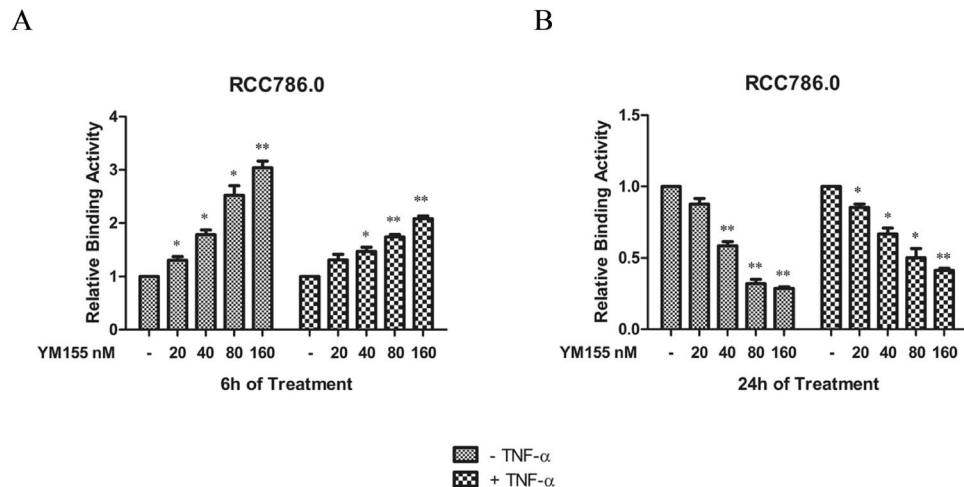 A
RCC786.0
Relative Binding Activity
4
3
2
1
0
* * * **
* ** **
YM155 nM - 20 40 80 160 - 20 40 80 160
6h of Treatment
B
RCC786.0
Relative Binding Activity
1.5
1.0
0.5
0.0
** ** **
* * * **
YM155 nM - 20 40 80 160 - 20 40 80 160
24h of Treatment
- TNF-α
+ TNF-α